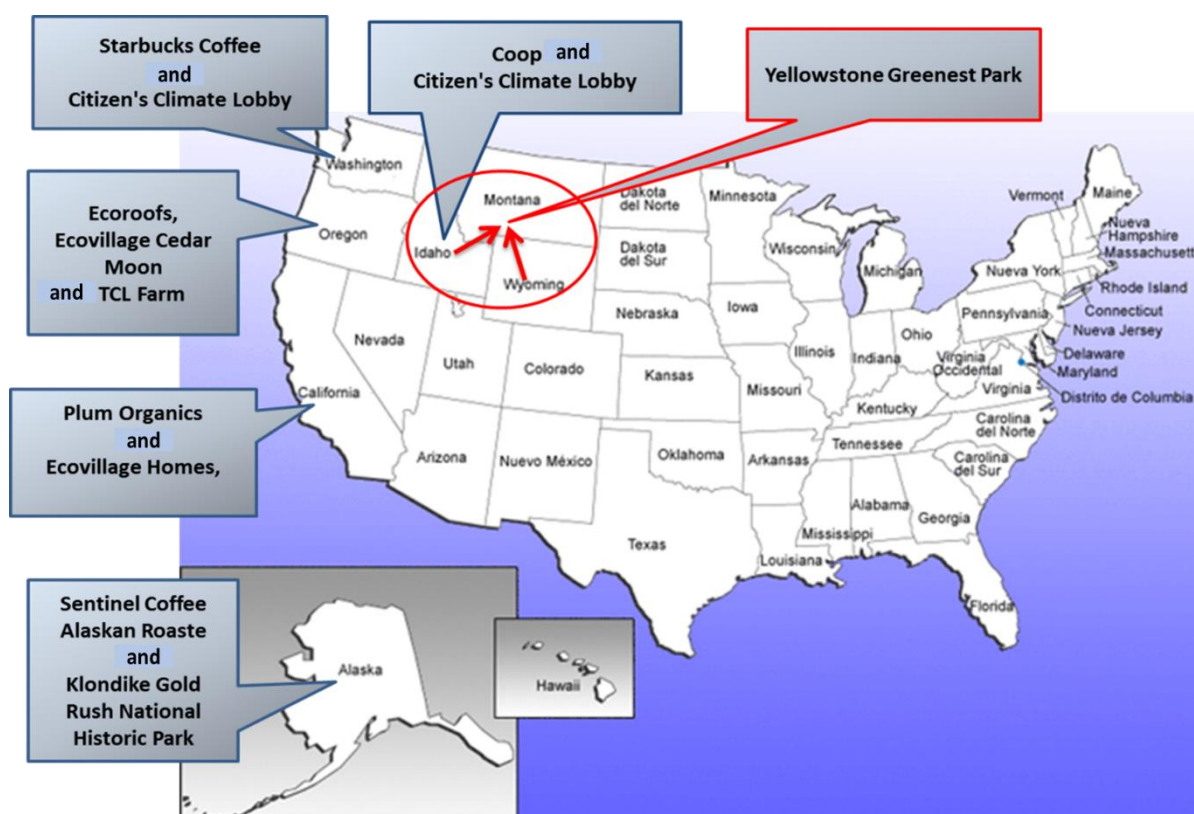 Starbucks Coffee
and
Citizen's Climate Lobby
Coop and
Citizen's Climate Lobby
Yellowstone Greenest Park
Ecoroofs,
Ecovillage Cedar
Moon
and TCL Farm
Plum Organics
and
Ecovillage Homes,
Sentinel Coffee
Alaskan Roaste
and
Klondike Gold
Rush National
Historic Park
Washington
Oregon
California
Idaho
Montana
Wyoming
Nevada
Utah
Colorado
Arizona
Nuevo México
Dakota
del Norte
Dakota
del Sur
Nebraska
Kansas
Oklahoma
Texas
Minnesota
Iowa
Missouri
Arkansas
Louisiana
Wisconsin
Illinois
Michigan
Indiana
Ohio
Kentucky
Tennessee
Mississippi
Alabama
Georgia
Florida
Carolina
del Sur
Carolina
del Norte
Virginia
Virginia
Occidental
Pennsylvania
Nueva York
Vermont
Maine
Nueva
Hampshire
Massachusett
Rhode Island
Connecticut
Nueva Jersey
Delaware
Maryland
Distrito de Columbia
Alaska
Hawaii